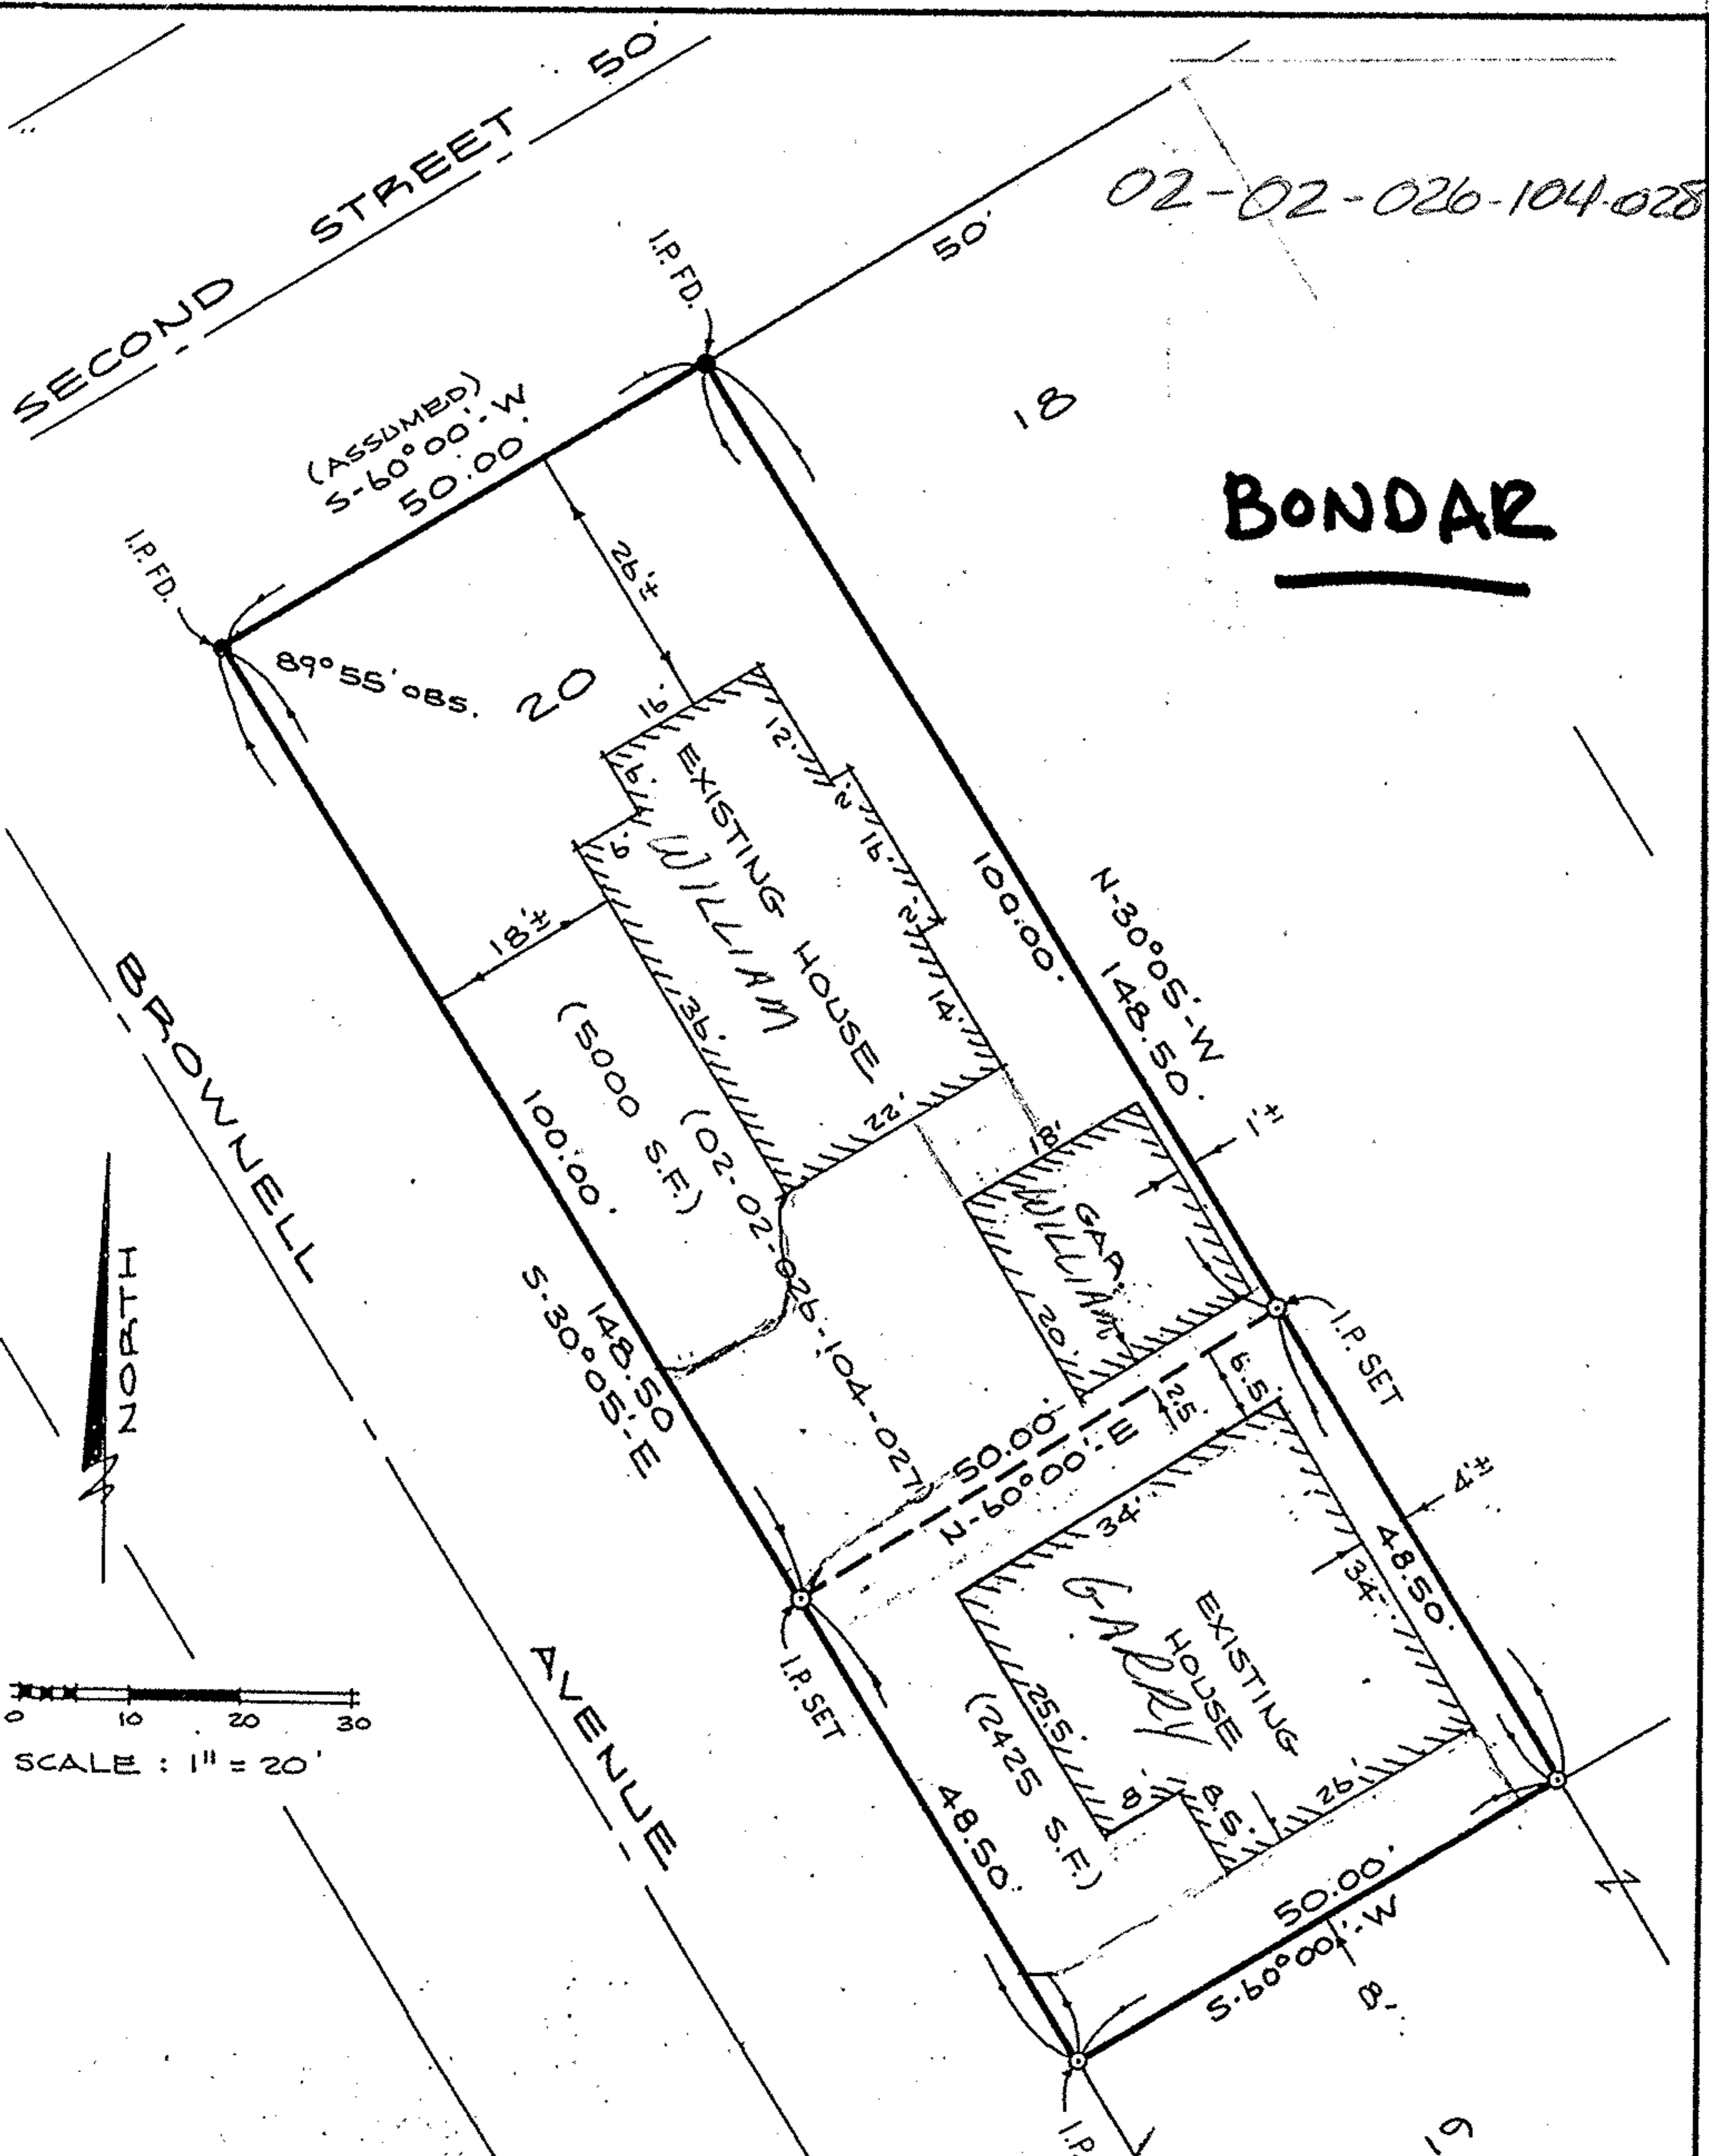 SECOND STREET 50'
02-02-026-104-028
50'
I.P. FD.
18
(ASSUMED)
S-60°00'-W
50.00'
BONDAR
I.P. FD.
26'±
89°55' OBS.
20
16'
12'
6'
6'
2'
16'
2'
14'
EXISTING HOUSE
WILLIAM
18'±
36'
22'
(5000 S.F.)
(02-02-026-104-027)
100.00'
N-30°05'-W
148.50'
1'±
BROWNELL AVENUE
100.00'
148.50
S-30°05'-E
NORTH
18'
GAR.
WILLIAM
20'
I.P. SET
6.5'
2.5'
50.00'
N-60°00'-E
4'±
48.50'
34'
34'
EXISTING
HOUSE
GARRY
25.5'
(2425 S.F.)
8'
8.5'
26'
I.P. SET
48.50'
0 10 20 30
SCALE : 1" = 20'
50.00'
S-60°00'-W
8'
I.P.
19